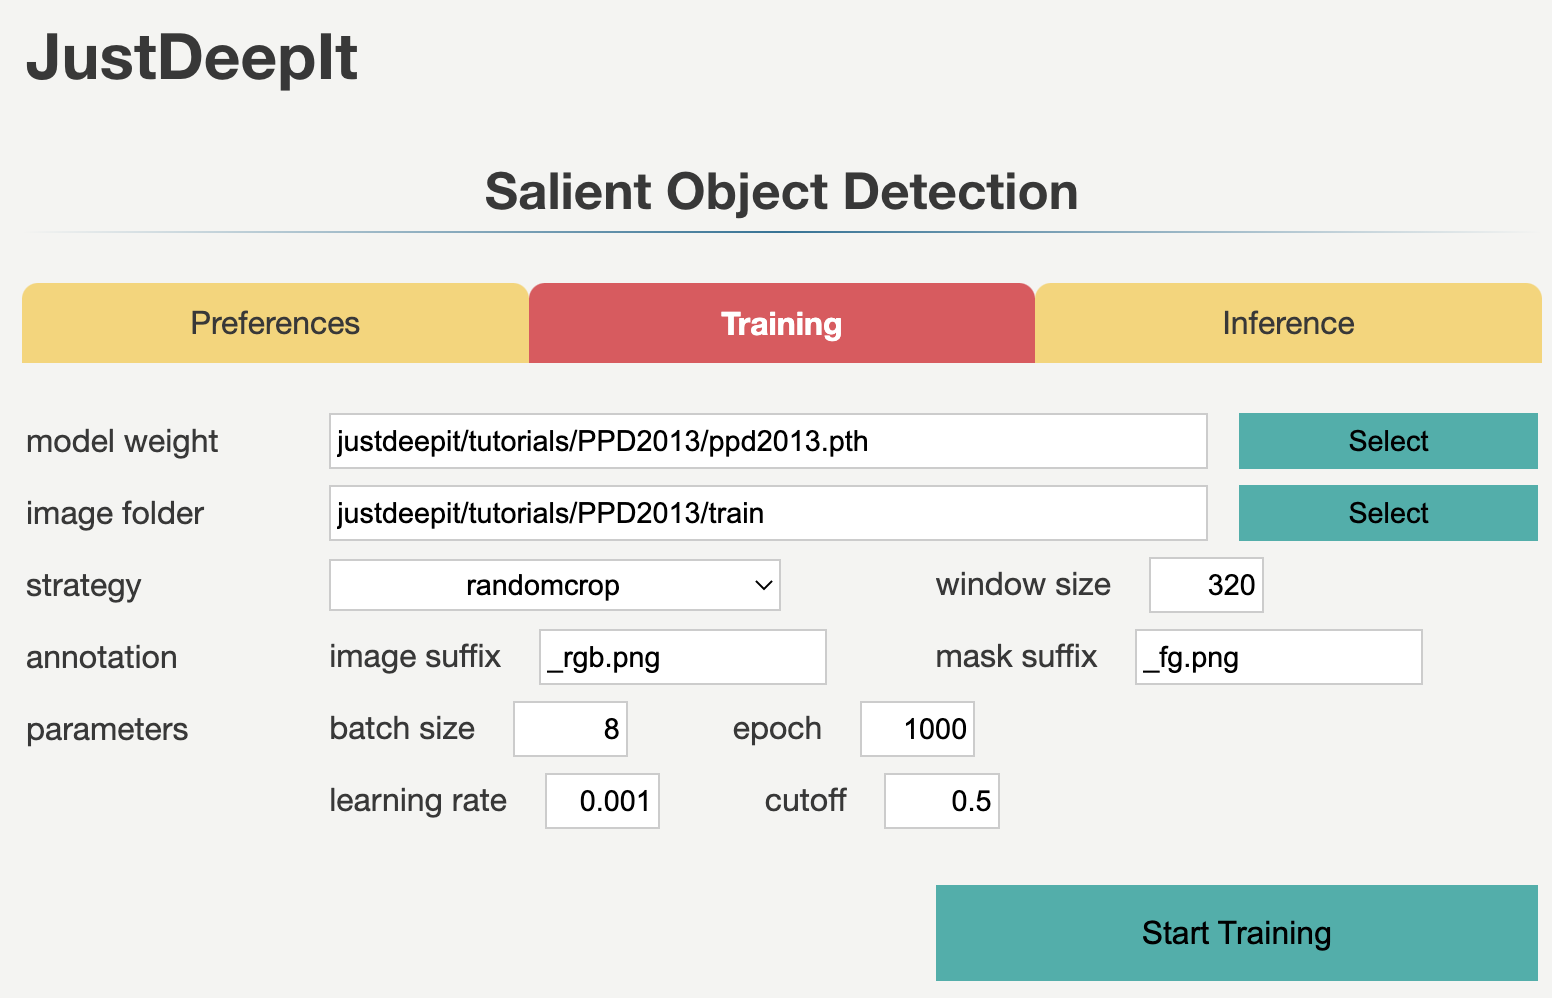 JustDeepIt
Salient Object Detection
Preferences Training Inference
model weight justdeepit/tutorials/PPD2013/ppd2013.pth Select
image folder justdeepit/tutorials/PPD2013/train Select
strategy randomcrop window size 320
annotation image suffix _rgb.png mask suffix _fg.png
parameters batch size 8 epoch 1000
learning rate 0.001 cutoff 0.5
Start Training